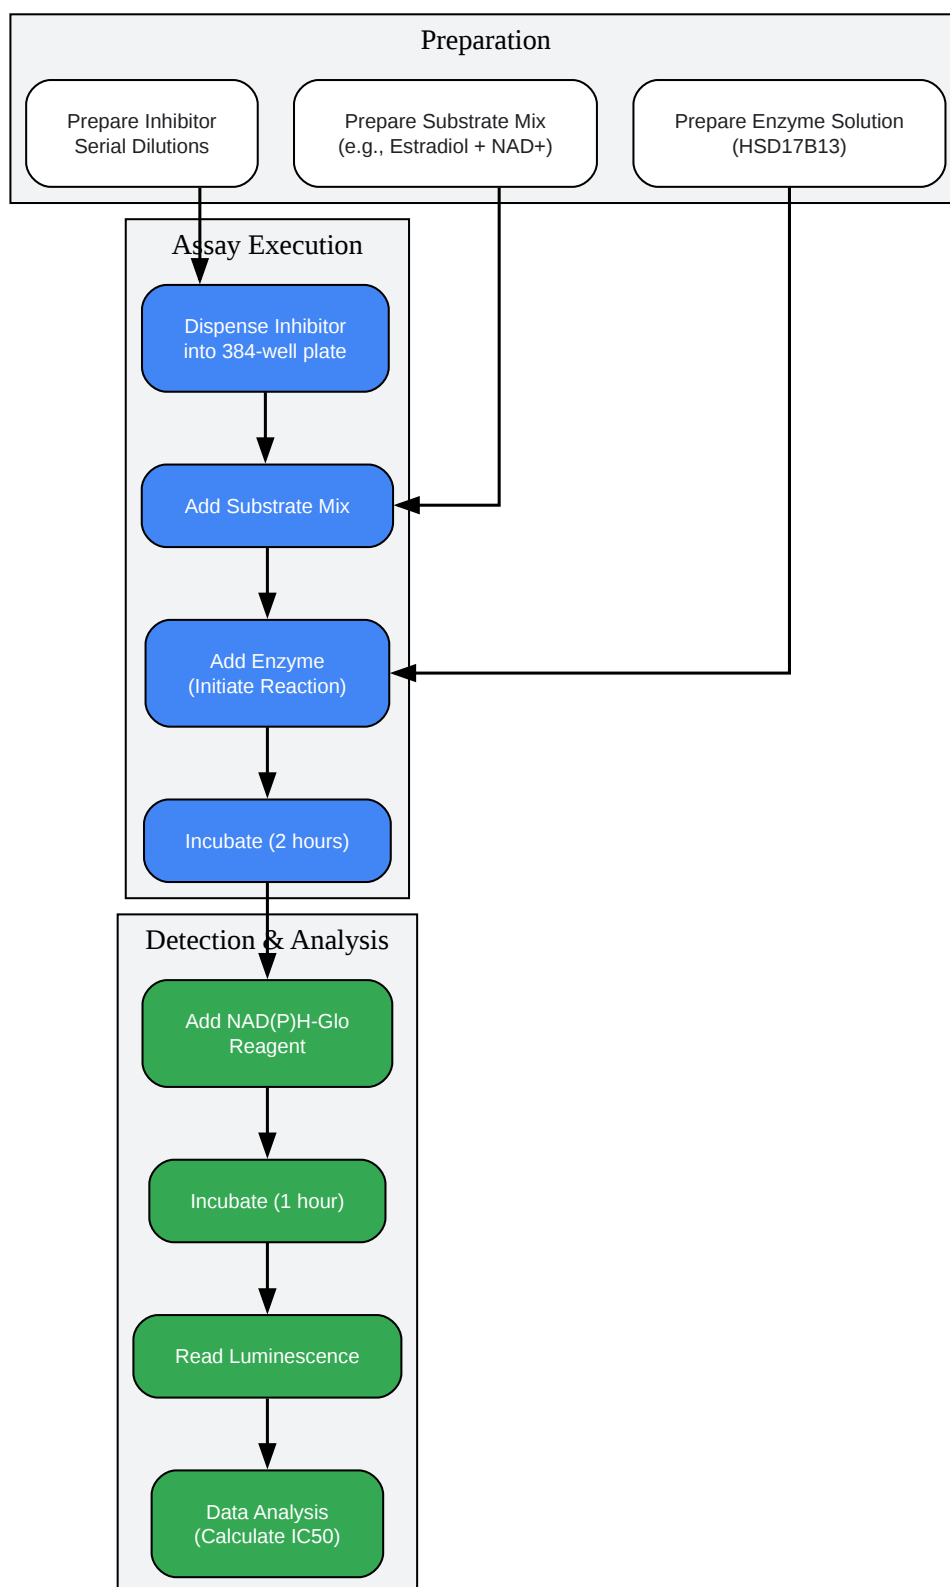 Preparation
Prepare Inhibitor
Serial Dilutions
Prepare Substrate Mix
(e.g., Estradiol + NAD+)
Prepare Enzyme Solution
(HSD17B13)
Assay Execution
Dispense Inhibitor
into 384-well plate
Add Substrate Mix
Add Enzyme
(Initiate Reaction)
Incubate (2 hours)
Detection & Analysis
Add NAD(P)H-Glo
Reagent
Incubate (1 hour)
Read Luminescence
Data Analysis
(Calculate IC50)